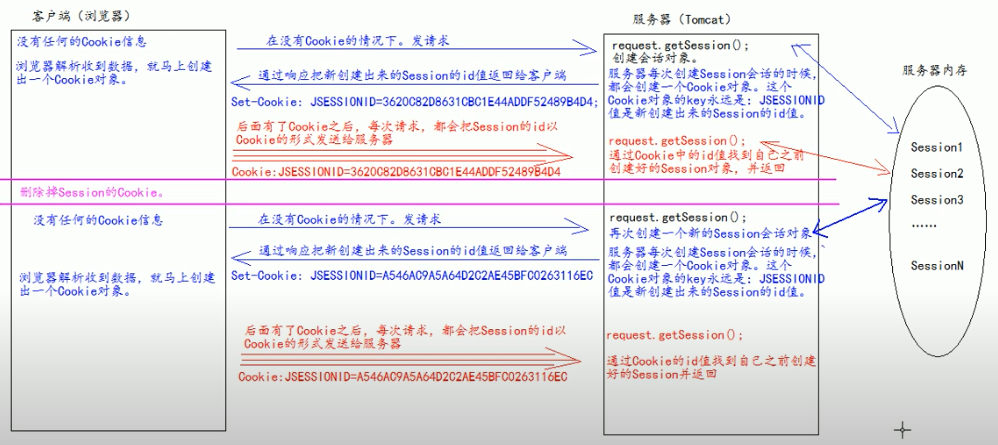 客户端（浏览器）
服务器（Tomcat）
没有任何的Cookie信息
浏览器解析收到数据，就马上创建
出一个Cookie对象。
在没有Cookie的情况下。发请求
通过响应把新创建出来的Session的id值返回给客户端
Set-Cookie: JSESSIONID=3620C82D8631CBC1E44ADDF52489B4D4;
后面有了Cookie之后，每次请求，都会把Session的id以
Cookie的形式发送给服务器
Cookie:JSESSIONID=3620C82D8631CBC1E44ADDF52489B4D4
request.getSession();
创建会话对象。
服务器每次创建Session会话的时候，
都会创建一个Cookie对象。这个
Cookie对象的key永远是：JSESSIONID
值是新创建出来的Session的id值。
request.getSession();
通过Cookie中的id值找到自己之前
创建好的Session对象，并返回
服务器内存
Session1
Session2
Session3
......
SessionN
删除掉Session的Cookie。
没有任何的Cookie信息
浏览器解析收到数据，就马上创建
出一个Cookie对象。
在没有Cookie的情况下。发请求
通过响应把新创建出来的Session的id值返回给客户端
Set-Cookie: JSESSIONID=A546AC9A5A64D2C2AE45BFC0263116EC
后面有了Cookie之后，每次请求，都会把Session的id以
Cookie的形式发送给服务器
Cookie:JSESSIONID=A546AC9A5A64D2C2AE45BFC0263116EC
request.getSession();
再次创建一个新的Session会话对象
服务器每次创建Session会话的时候，
都会创建一个Cookie对象。这个
Cookie对象的key永远是：JSESSIONID
值是新创建出来的Session的id值。
request.getSession();
通过Cookie的id值找到自己之前创建
好的Session并返回